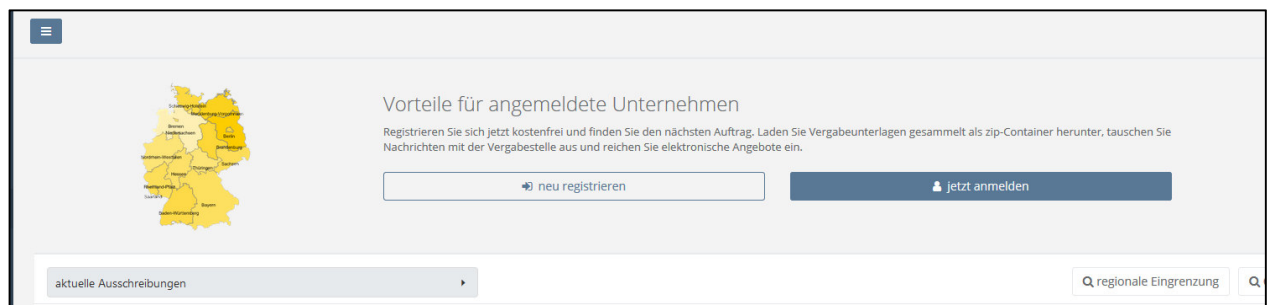 Schleswig-Holstein
Mecklenburg-Vorpommern
Bremen
Niedersachsen
Berlin
Brandenburg
Nordrhein-Westfalen
Sachsen
Thüringen
Hessen
Rheinland-Pfalz
Saarland
Bayern
Baden-Württemberg
Vorteile für angemeldete Unternehmen
Registrieren Sie sich jetzt kostenfrei und finden Sie den nächsten Auftrag. Laden Sie Vergabeunterlagen gesammelt als zip-Container herunter, tauschen Sie
Nachrichten mit der Vergabestelle aus und reichen Sie elektronische Angebote ein.
neu registrieren
jetzt anmelden
aktuelle Ausschreibungen
regionale Eingrenzung